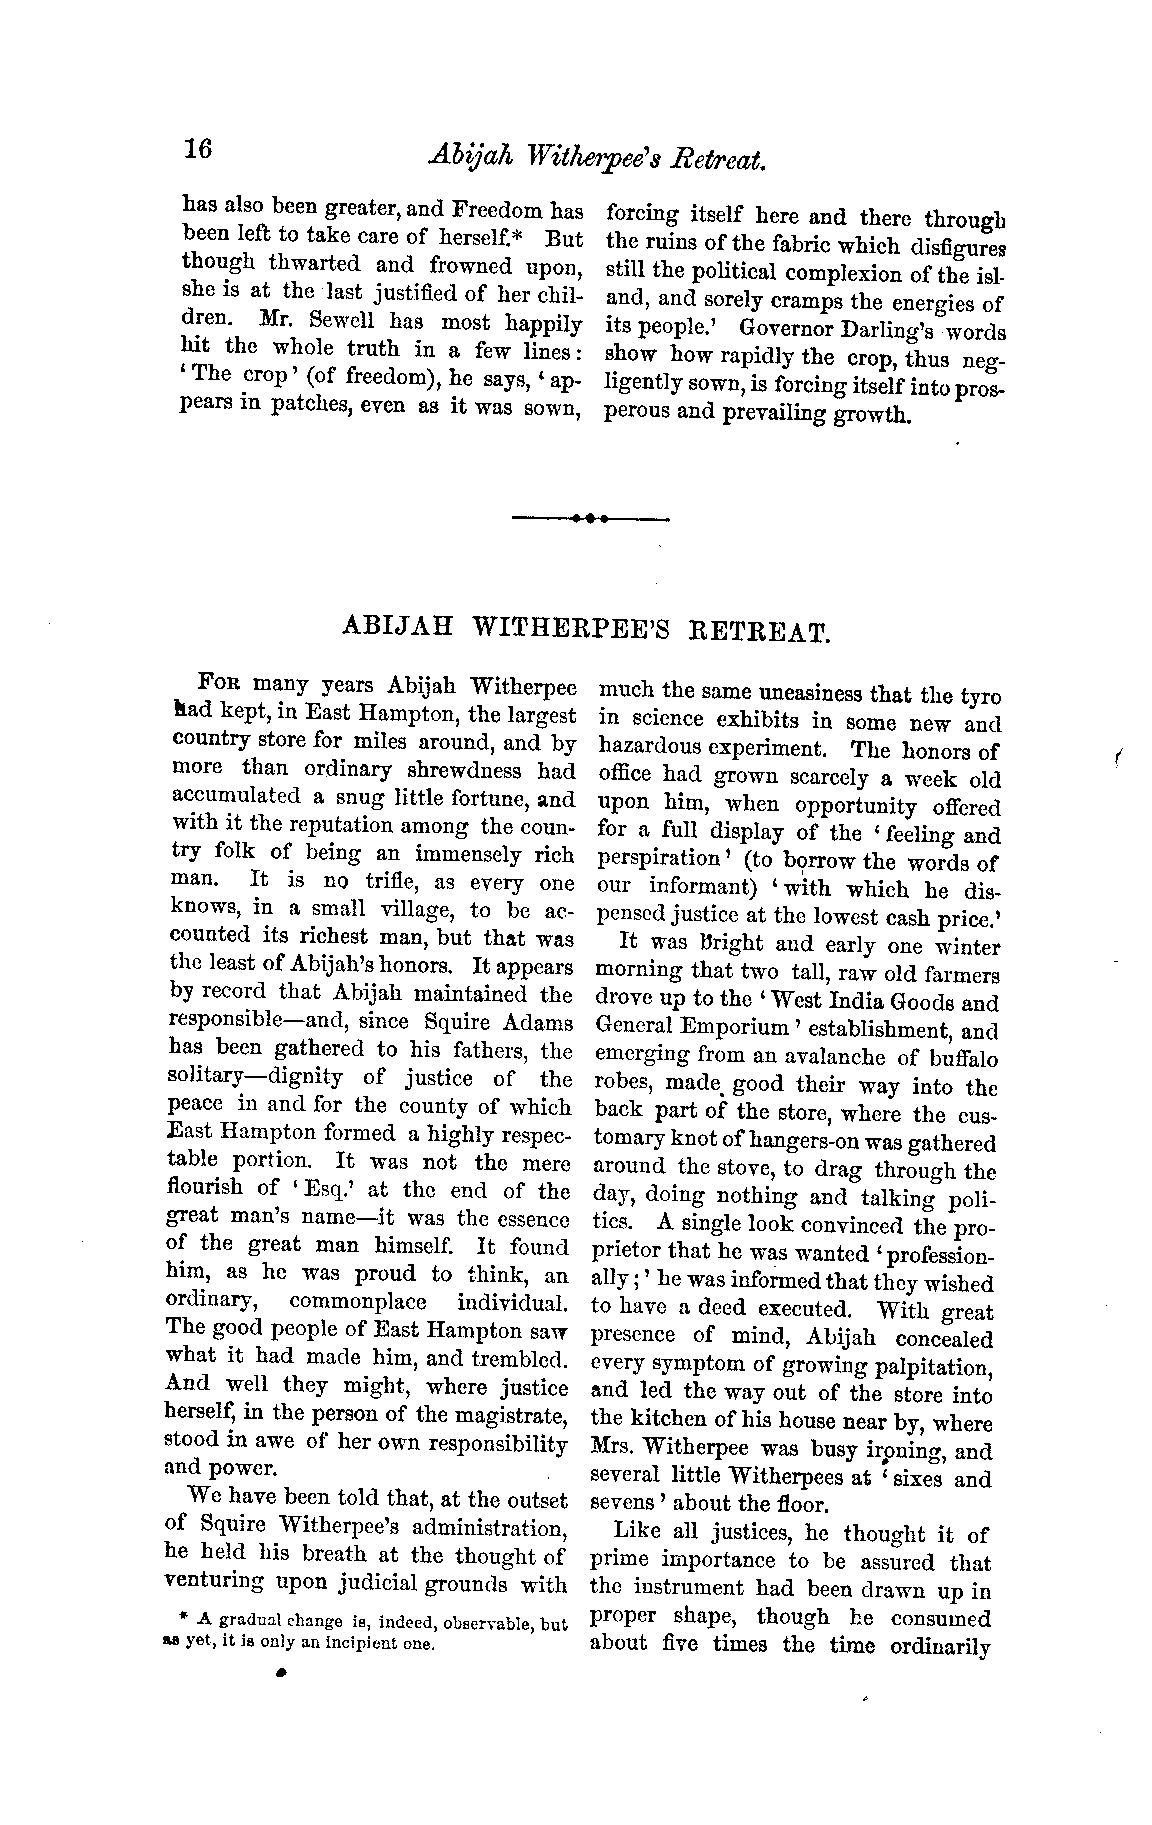 16
Abijah Witherpee's Retreat.
has also been greater, and Freedom has
been left to take care of herself.* But
though thwarted and frowned upon,
she is at the last justified of her chil-
dren. Mr. Sewell has most happily
hit the whole truth in a few lines:
'The crop' (of freedom), he says, 'ap-
pears in patches, even as it was sown,
forcing itself here and there through
the ruins of the fabric which disfigures
still the political complexion of the isl-
and, and sorely cramps the energies of
its people.' Governor Darling's words
show how rapidly the crop, thus neg-
ligently sown, is forcing itself into pros-
perous and prevailing growth.
ABIJAH WITHERPEE'S RETREAT.
FOR many years Abijah Witherpee
had kept, in East Hampton, the largest
country store for miles around, and by
more than ordinary shrewdness had
accumulated a snug little fortune, and
with it the reputation among the coun-
try folk of being an immensely rich
man. It is no trifle, as every one
knows, in a small village, to be ac-
counted its richest man, but that was
the least of Abijah's honors. It appears
by record that Abijah maintained the
responsible—and, since Squire Adams
has been gathered to his fathers, the
solitary—dignity of justice of the
peace in and for the county of which
East Hampton formed a highly respec-
table portion. It was not the mere
flourish of 'Esq.' at the end of the
great man's name—it was the essence
of the great man himself. It found
him, as he was proud to think, an
ordinary, commonplace individual.
The good people of East Hampton saw
what it had made him, and trembled.
And well they might, where justice
herself, in the person of the magistrate,
stood in awe of her own responsibility
and power.
We have been told that, at the outset
of Squire Witherpee's administration,
he held his breath at the thought of
venturing upon judicial grounds with
* A gradual change is, indeed, observable, but
as yet, it is only an incipient one.
much the same uneasiness that the tyro
in science exhibits in some new and
hazardous experiment. The honors of
office had grown scarcely a week old
upon him, when opportunity offered
for a full display of the 'feeling and
perspiration' (to borrow the words of
our informant) 'with which he dis-
pensed justice at the lowest cash price.'
It was bright and early one winter
morning that two tall, raw old farmers
drove up to the 'West India Goods and
General Emporium' establishment, and
emerging from an avalanche of buffalo
robes, made good their way into the
back part of the store, where the cus-
tomary knot of hangers-on was gathered
around the stove, to drag through the
day, doing nothing and talking poli-
tics. A single look convinced the pro-
prietor that he was wanted 'profession-
ally;' he was informed that they wished
to have a deed executed. With great
presence of mind, Abijah concealed
every symptom of growing palpitation,
and led the way out of the store into
the kitchen of his house near by, where
Mrs. Witherpee was busy ironing, and
several little Witherpees at 'sixes and
sevens' about the floor.
Like all justices, he thought it of
prime importance to be assured that
the instrument had been drawn up in
proper shape, though he consumed
about five times the time ordinarily